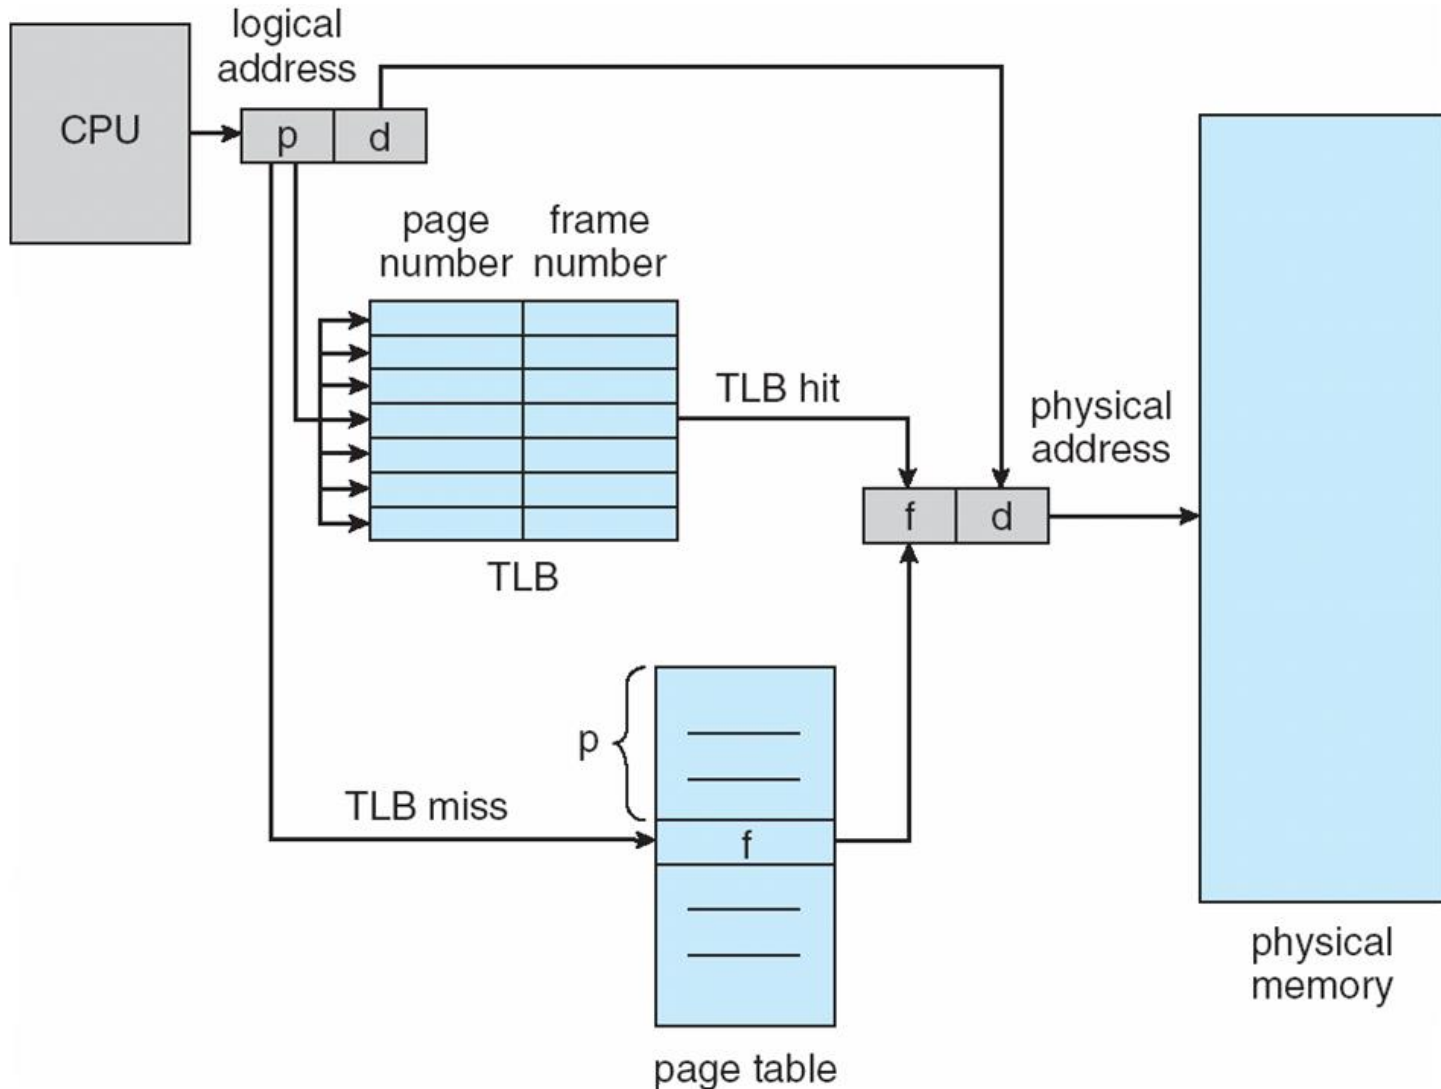 logical
address
CPU
p
d
page
number
frame
number
TLB hit
physical
address
f
d
TLB
p
TLB miss
f
physical
memory
page table